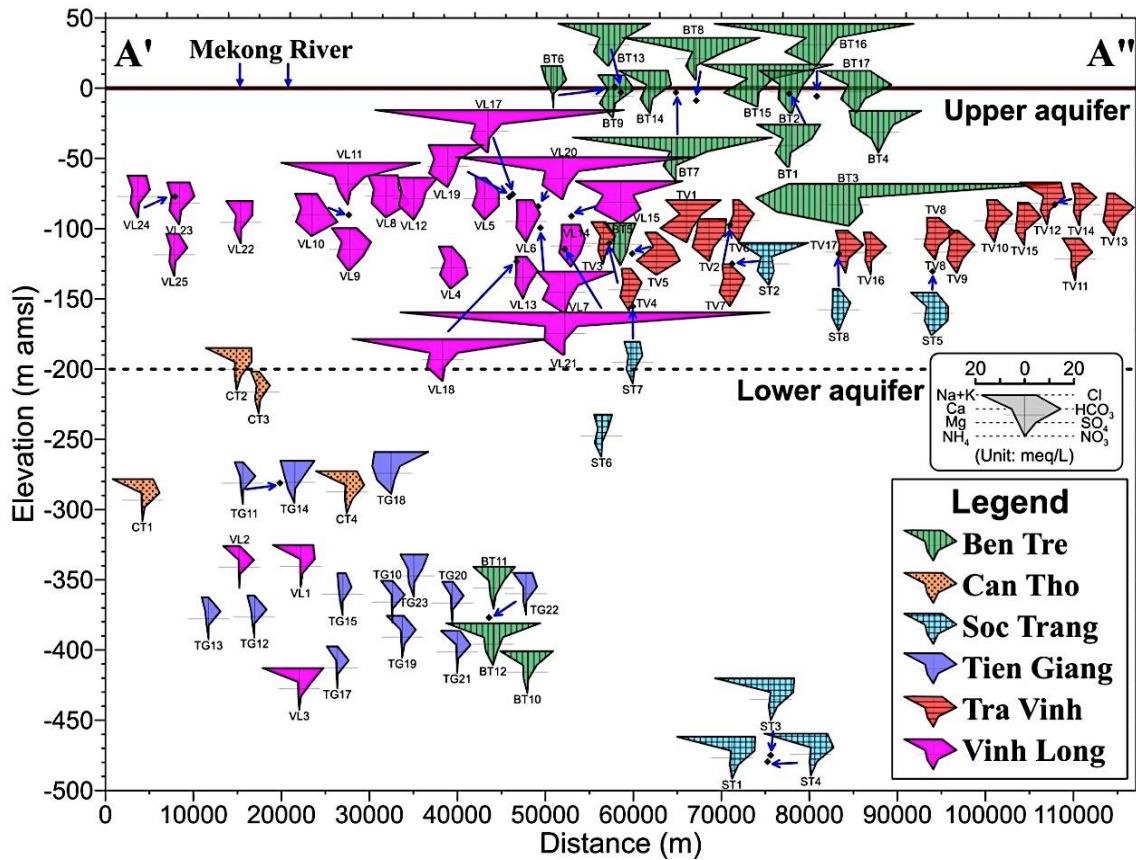 A'
Mekong River
A"
Upper aquifer
Lower aquifer
Elevation (m amsl)
50
0
-50
-100
-150
-200
-250
-300
-350
-400
-450
-500
0
10000
20000
30000
40000
50000
60000
70000
80000
90000
100000
110000
Distance (m)
BT6
BT13
BT8
BT16
BT17
BT9
BT14
BT15
BT2
BT4
BT7
BT1
BT3
BT5
VL17
VL11
VL20
VL19
VL24
VL23
VL22
VL10
VL8
VL12
VL5
VL6
VL15
VL14
VL25
VL9
VL4
VL13
VL7
VL21
VL18
TV1
TV3
TV5
TV2
TV6
TV4
TV7
ST2
TV17
TV16
TV8
TV9
TV10
TV15
TV12
TV14
TV13
TV11
ST8
ST5
ST7
ST6
CT2
CT3
CT1
CT4
TG11
TG14
TG18
VL2
VL1
TG15
TG10
TG23
TG20
BT11
TG22
TG13
TG12
TG19
TG21
BT12
BT10
TG17
VL3
ST3
ST1
ST4
20 0 20
Na+K Cl
Ca HCO3
Mg SO4
NH4 NO3
(Unit: meq/L)
Legend
Ben Tre
Can Tho
Soc Trang
Tien Giang
Tra Vinh
Vinh Long